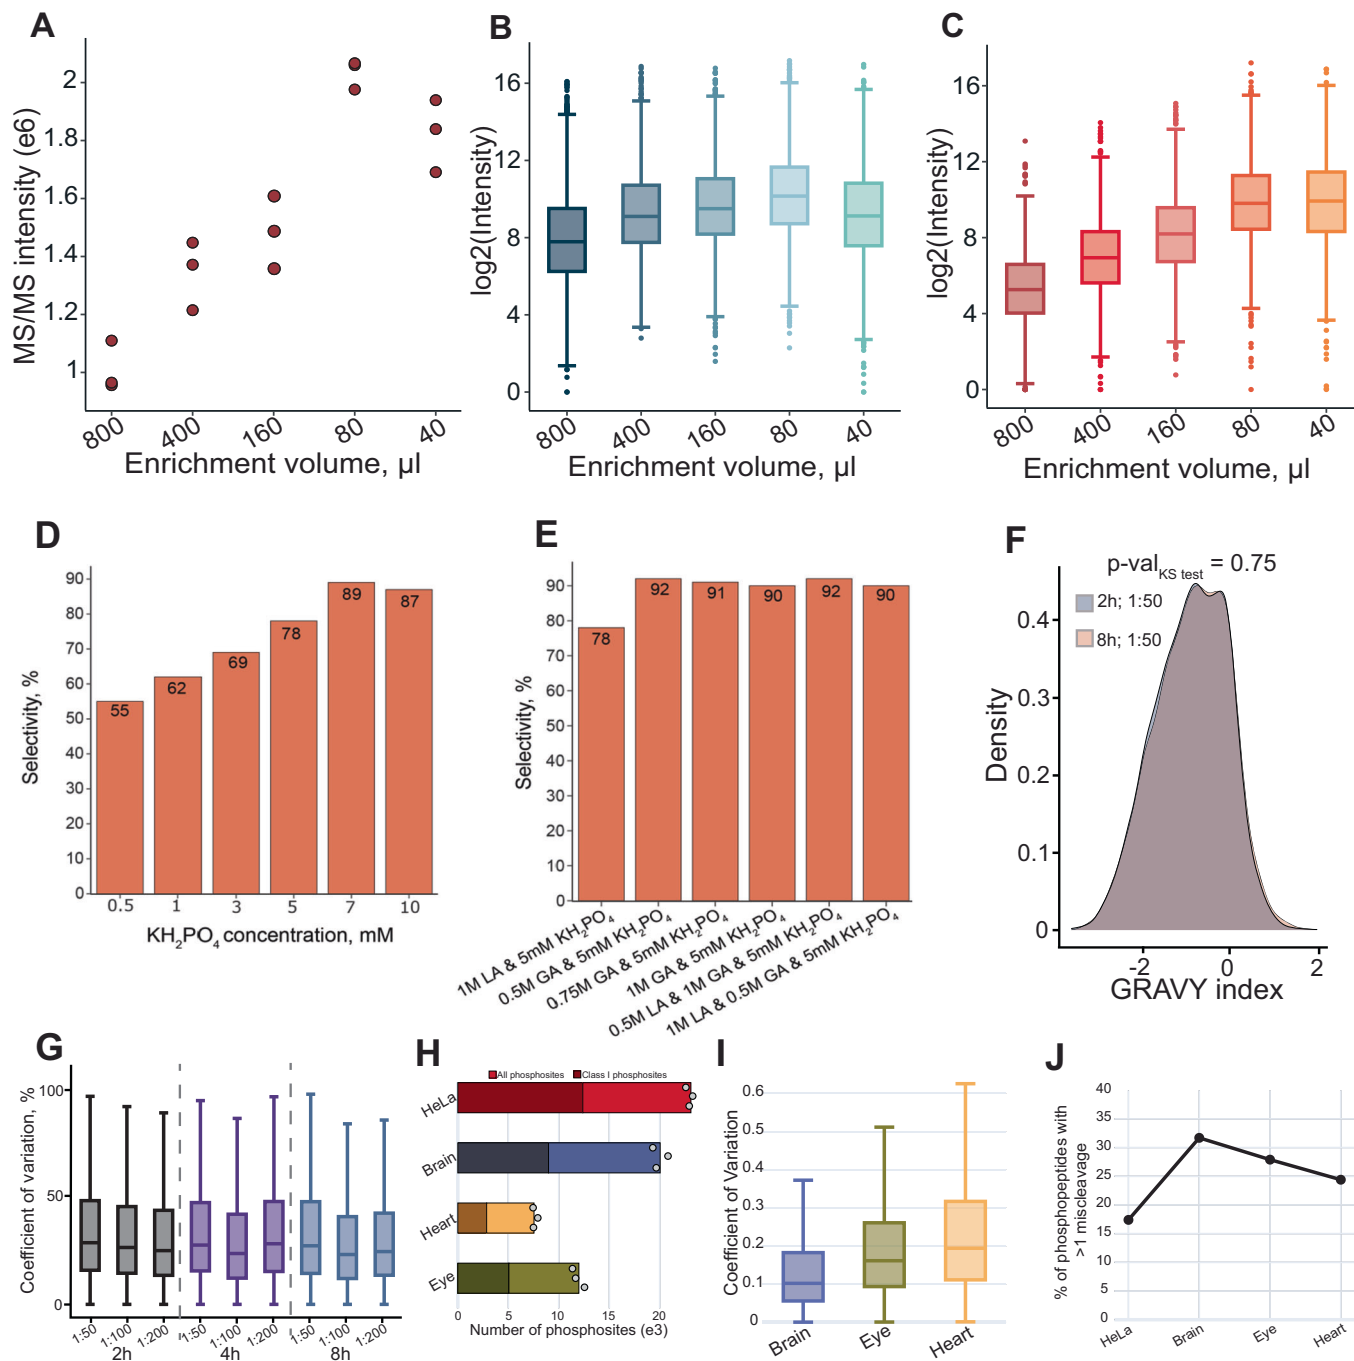 A
MS/MS intensity (e6)
2
1.8
1.6
1.4
1.2
1
800
400
160
80
40
Enrichment volume, µl
B
log2(Intensity)
16
12
8
4
0
800
400
160
80
40
Enrichment volume, µl
C
log2(Intensity)
16
12
8
4
0
800
400
160
80
40
Enrichment volume, µl
D
Selectivity, %
90
80
70
60
50
40
30
20
10
0
55
62
69
78
89
87
0.5
1
3
5
7
10
KH2PO4 concentration, mM
E
Selectivity, %
90
80
70
60
50
40
30
20
10
0
78
92
91
90
92
90
1M LA & 5mM KH2PO4
0.5M GA & 5mM KH2PO4
0.75M GA & 5mM KH2PO4
1M GA & 5mM KH2PO4
0.5M LA & 1M GA & 5mM KH2PO4
1M LA & 0.5M GA & 5mM KH2PO4
F
p-val KS test = 0.75
2h; 1:50
8h; 1:50
Density
0.4
0.3
0.2
0.1
0
-2
0
2
GRAVY index
G
Coefficient of variation, %
100
50
0
1:50
1:100
1:200
1:50
1:100
1:200
1:50
1:100
1:200
2h
4h
8h
H
All phosphosites
Class I phosphosites
HeLa
Brain
Heart
Eye
0
5
10
15
20
Number of phosphosites (e3)
I
Coefficient of Variation
0.6
0.5
0.4
0.3
0.2
0.1
0
Brain
Eye
Heart
J
% of phosphopeptides with
>1 miscleavage
40
35
30
25
20
15
10
5
0
HeLa
Brain
Eye
Heart